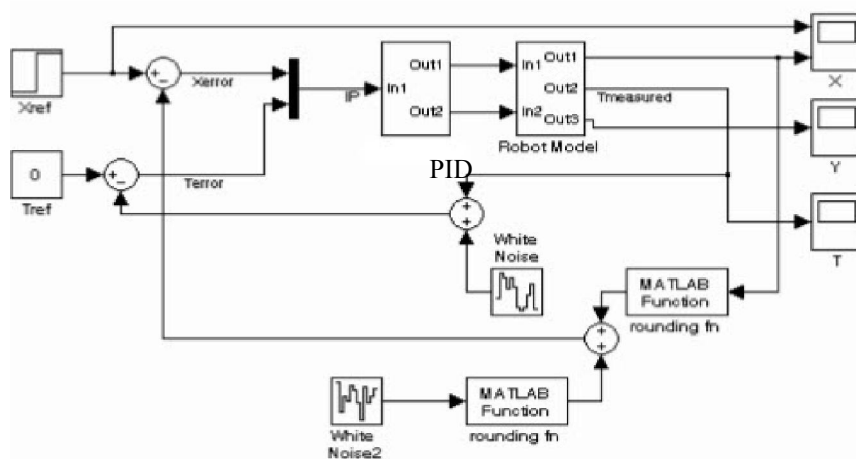 Xref
Xerror
IP
In1
Out1
Out2
In1
In2
Out1
Out2
Out3
Tmeasured
Robot Model
X
Y
T
0
Tref
Terror
PID
White
Noise
MATLAB
Function
rounding fn
White
Noise2
MATLAB
Function
rounding fn